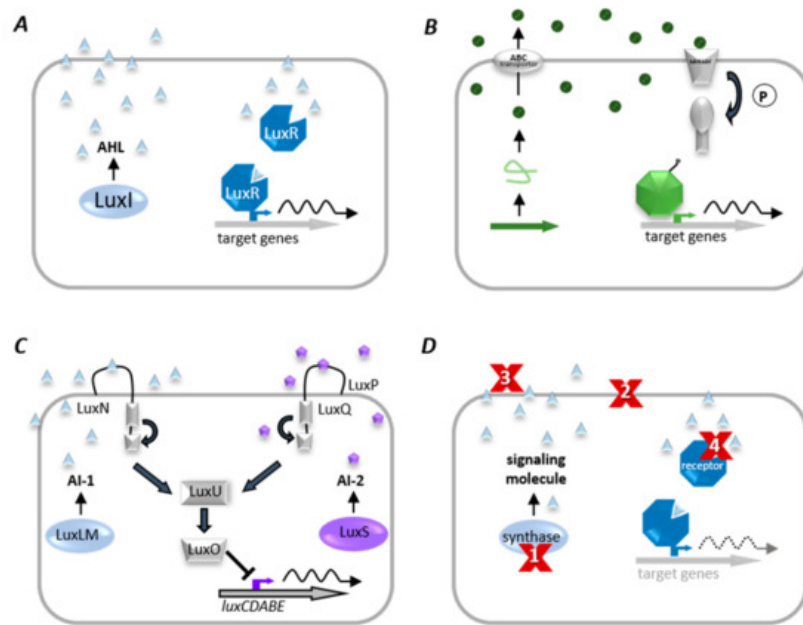 A
AHL
LuxI
LuxR
LuxR
target genes
B
ABC
transporter
P
P
target genes
C
LuxN
LuxP
LuxQ
AI-1
AI-2
LuxU
LuxLM
LuxS
LuxO
luxCDABE
D
3
2
4
signaling
molecule
receptor
synthase
1
target genes